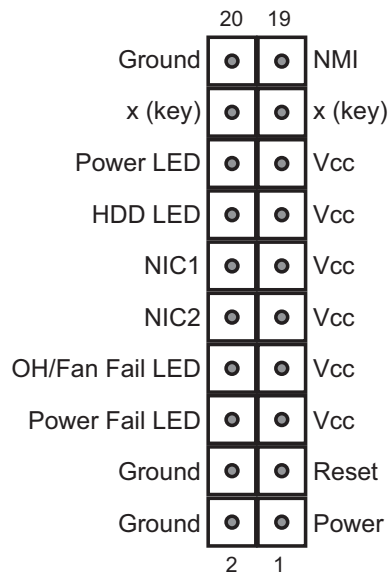 20 19
Ground NMI
x (key) x (key)
Power LED Vcc
HDD LED Vcc
NIC1 Vcc
NIC2 Vcc
OH/Fan Fail LED Vcc
Power Fail LED Vcc
Ground Reset
Ground Power
2 1